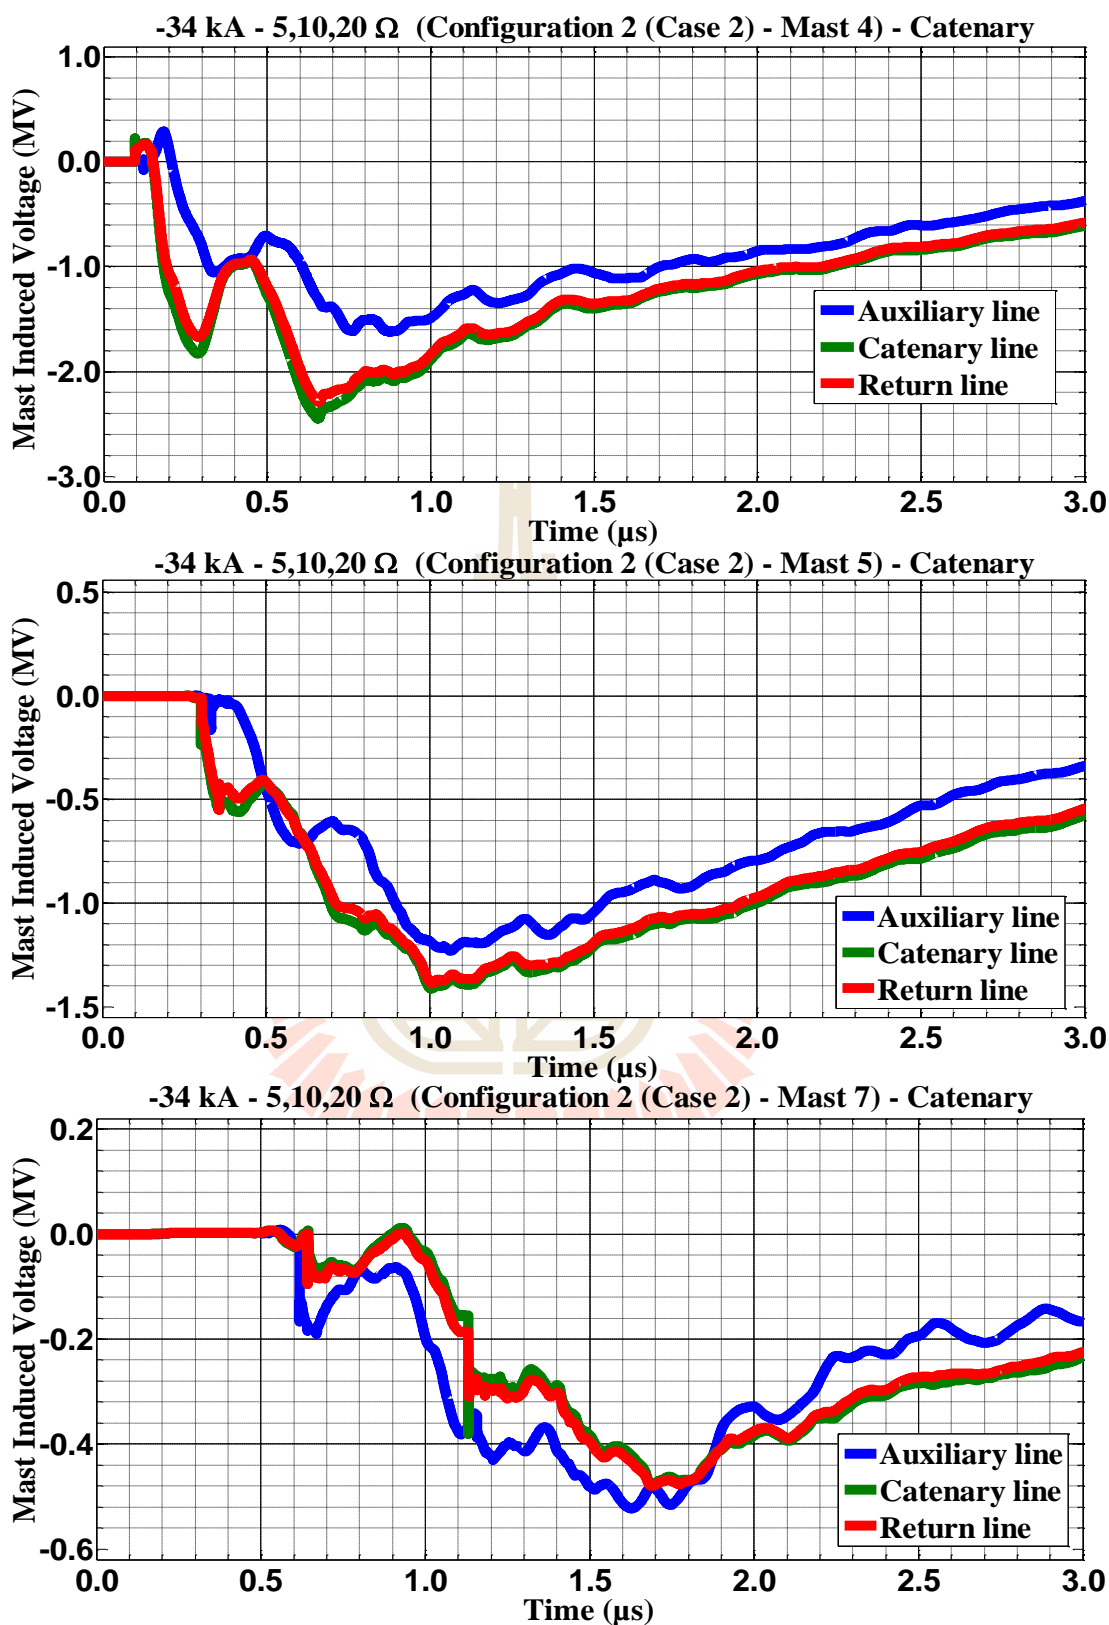 -34 kA - 5,10,20 Ω (Configuration 2 (Case 2) - Mast 4) - Catenary
Mast Induced Voltage (MV)
1.0
0.0
-1.0
-2.0
-3.0
Auxiliary line
Catenary line
Return line
0.0 0.5 1.0 1.5 2.0 2.5 3.0
Time (µs)
-34 kA - 5,10,20 Ω (Configuration 2 (Case 2) - Mast 5) - Catenary
Mast Induced Voltage (MV)
0.5
0.0
-0.5
-1.0
-1.5
Auxiliary line
Catenary line
Return line
0.0 0.5 1.0 1.5 2.0 2.5 3.0
Time (µs)
-34 kA - 5,10,20 Ω (Configuration 2 (Case 2) - Mast 7) - Catenary
Mast Induced Voltage (MV)
0.2
0.0
-0.2
-0.4
-0.6
Auxiliary line
Catenary line
Return line
0.0 0.5 1.0 1.5 2.0 2.5 3.0
Time (µs)